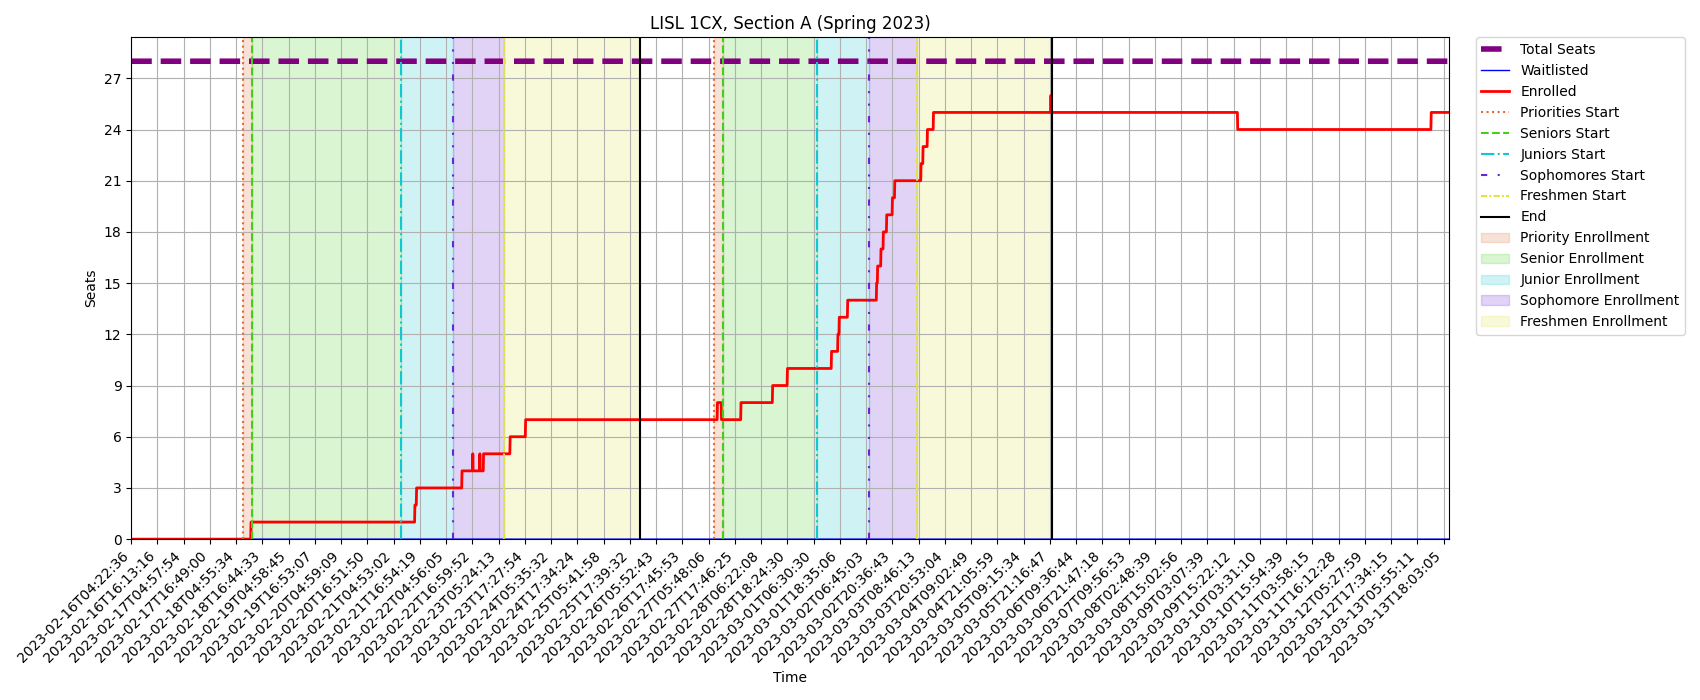 LISL 1CX, Section A (Spring 2023)
Seats
27
24
21
18
15
12
9
6
3
0
2023-02-16T04:22:36
2023-02-16T16:13:16
2023-02-17T04:57:54
2023-02-17T16:49:00
2023-02-18T04:55:34
2023-02-18T16:44:33
2023-02-19T04:58:45
2023-02-19T16:53:07
2023-02-20T04:59:09
2023-02-20T16:51:50
2023-02-21T04:53:02
2023-02-21T16:54:19
2023-02-22T04:56:05
2023-02-22T16:59:52
2023-02-23T05:24:13
2023-02-23T17:27:54
2023-02-24T05:35:32
2023-02-24T17:34:24
2023-02-25T05:41:58
2023-02-25T17:39:32
2023-02-26T05:52:43
2023-02-26T17:45:53
2023-02-27T05:48:06
2023-02-27T17:46:25
2023-02-28T06:22:08
2023-02-28T18:24:30
2023-03-01T06:30:30
2023-03-01T18:35:06
2023-03-02T06:45:03
2023-03-02T20:36:43
2023-03-03T08:46:13
2023-03-03T20:53:04
2023-03-04T09:02:49
2023-03-04T21:05:59
2023-03-05T09:15:34
2023-03-05T21:16:47
2023-03-06T09:36:44
2023-03-06T21:47:18
2023-03-07T09:56:53
2023-03-08T02:48:39
2023-03-08T15:02:56
2023-03-09T03:07:39
2023-03-09T15:22:12
2023-03-10T03:31:10
2023-03-10T15:54:39
2023-03-11T03:58:15
2023-03-11T16:12:28
2023-03-12T05:27:59
2023-03-12T17:34:15
2023-03-13T05:55:11
2023-03-13T18:03:05
Time
Total Seats
Waitlisted
Enrolled
Priorities Start
Seniors Start
Juniors Start
Sophomores Start
Freshmen Start
End
Priority Enrollment
Senior Enrollment
Junior Enrollment
Sophomore Enrollment
Freshmen Enrollment